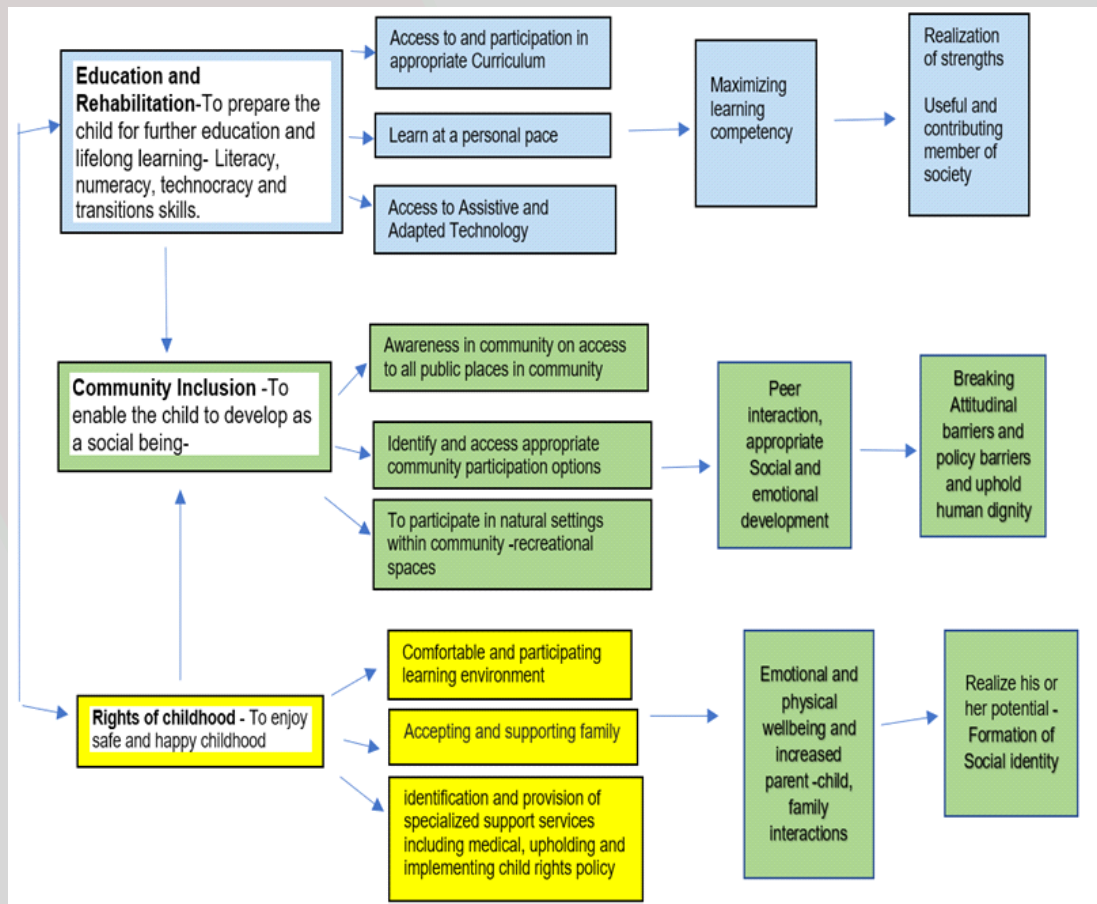 Education and
Rehabilitation-To prepare the
child for further education and
lifelong learning- Literacy,
numeracy, technocracy and
transitions skills.
Access to and participation in
appropriate Curriculum
Learn at a personal pace
Access to Assistive and
Adapted Technology
Maximizing
learning
competency
Realization
of strengths
Useful and
contributing
member of
society
Community Inclusion -To
enable the child to develop as
a social being-
Awareness in community on access
to all public places in community
Identify and access appropriate
community participation options
To participate in natural settings
within community -recreational
spaces
Peer
interaction,
appropriate
Social and
emotional
development
Breaking
Attitudinal
barriers and
policy barriers
and uphold
human dignity
Rights of childhood - To enjoy
safe and happy childhood
Comfortable and participating
learning environment
Accepting and supporting family
identification and provision of
specialized support services
including medical, upholding and
implementing child rights policy
Emotional and
physical
wellbeing and
increased
parent -child,
family
interactions
Realize his or
her potential -
Formation of
Social identity